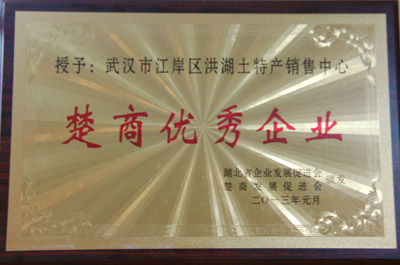 授予：武汉市江岸区洪湖土特产销售中心
楚商优秀企业
湖北省企业发展促进会
楚商发展促进会
颁发
二〇一三年元月